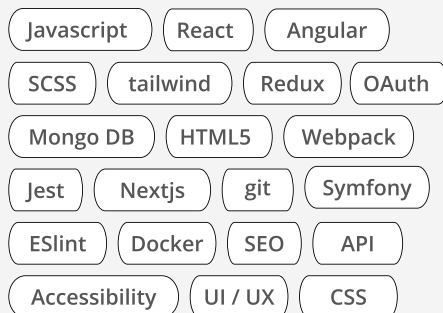 Javascript React Angular
SCSS tailwind Redux OAuth
Mongo DB HTML5 Webpack
Jest Nextjs git Symfony
ESlint Docker SEO API
Accessibility UI / UX CSS